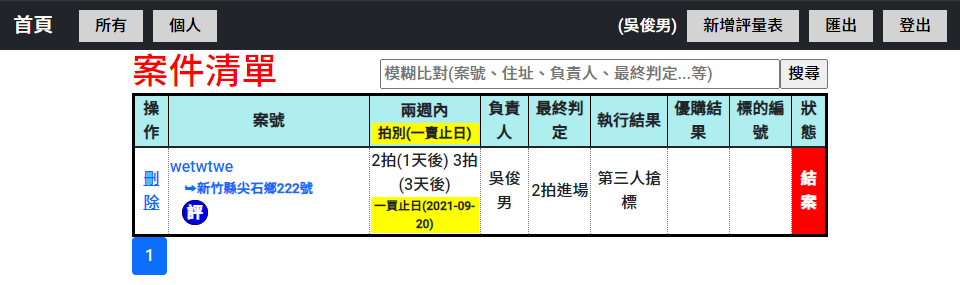 首頁 所有 個人 (吳俊男) 新增評量表 匯出 登出
案件清單 模糊比對(案號、住址、負責人、最終判定...等) 搜尋
操作 案號 兩週內 拍別(一買止日) 負責人 最終判定 執行結果 優購結果 標的編號 狀態
刪除 wetwtwe
➥新竹縣尖石鄉222號
評
2拍(1天後) 3拍
(3天後)
一買止日(2021-09-
20)
吳俊男
2拍進場
第三人搶標
結案
1